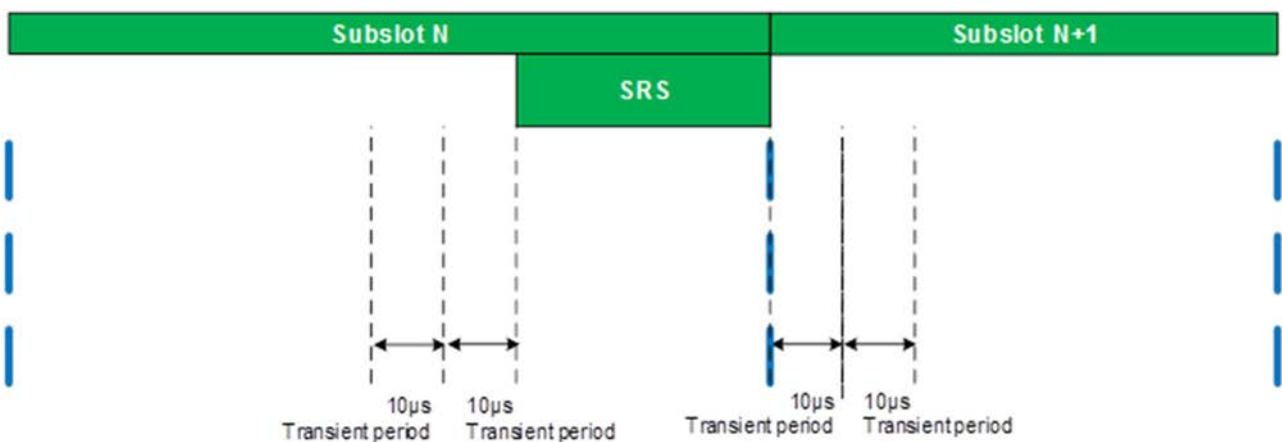 Subslot N
Subslot N+1
SRS
10µs
Transient period
10µs
Transient period
10µs
Transient period
10µs
Transient period